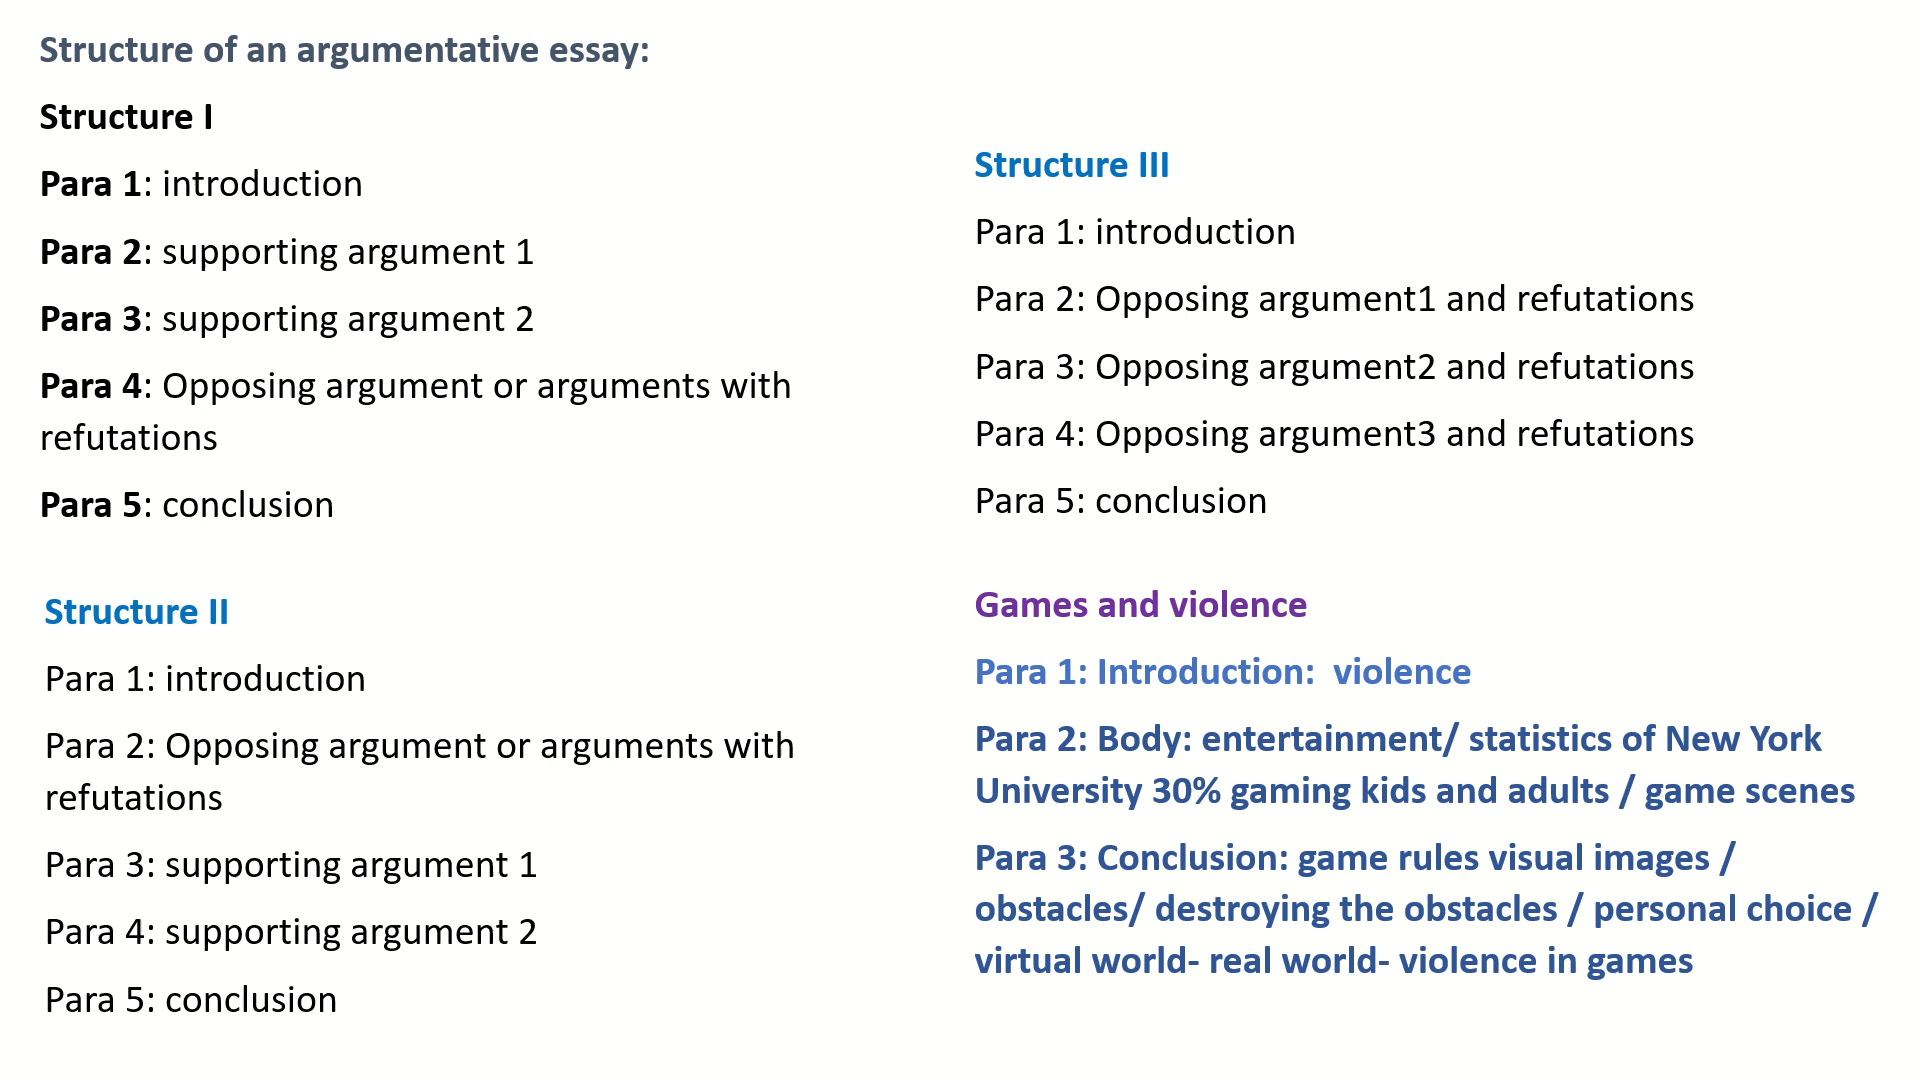 Structure of an argumentative essay:
Structure I
Para 1: introduction
Para 2: supporting argument 1
Para 3: supporting argument 2
Para 4: Opposing argument or arguments with
refutations
Para 5: conclusion
Structure II
Para 1: introduction
Para 2: Opposing argument or arguments with
refutations
Para 3: supporting argument 1
Para 4: supporting argument 2
Para 5: conclusion
Structure III
Para 1: introduction
Para 2: Opposing argument1 and refutations
Para 3: Opposing argument2 and refutations
Para 4: Opposing argument3 and refutations
Para 5: conclusion
Games and violence
Para 1: Introduction:  violence
Para 2: Body: entertainment/ statistics of New York
University 30% gaming kids and adults / game scenes
Para 3: Conclusion: game rules visual images /
obstacles/ destroying the obstacles / personal choice /
virtual world- real world- violence in games